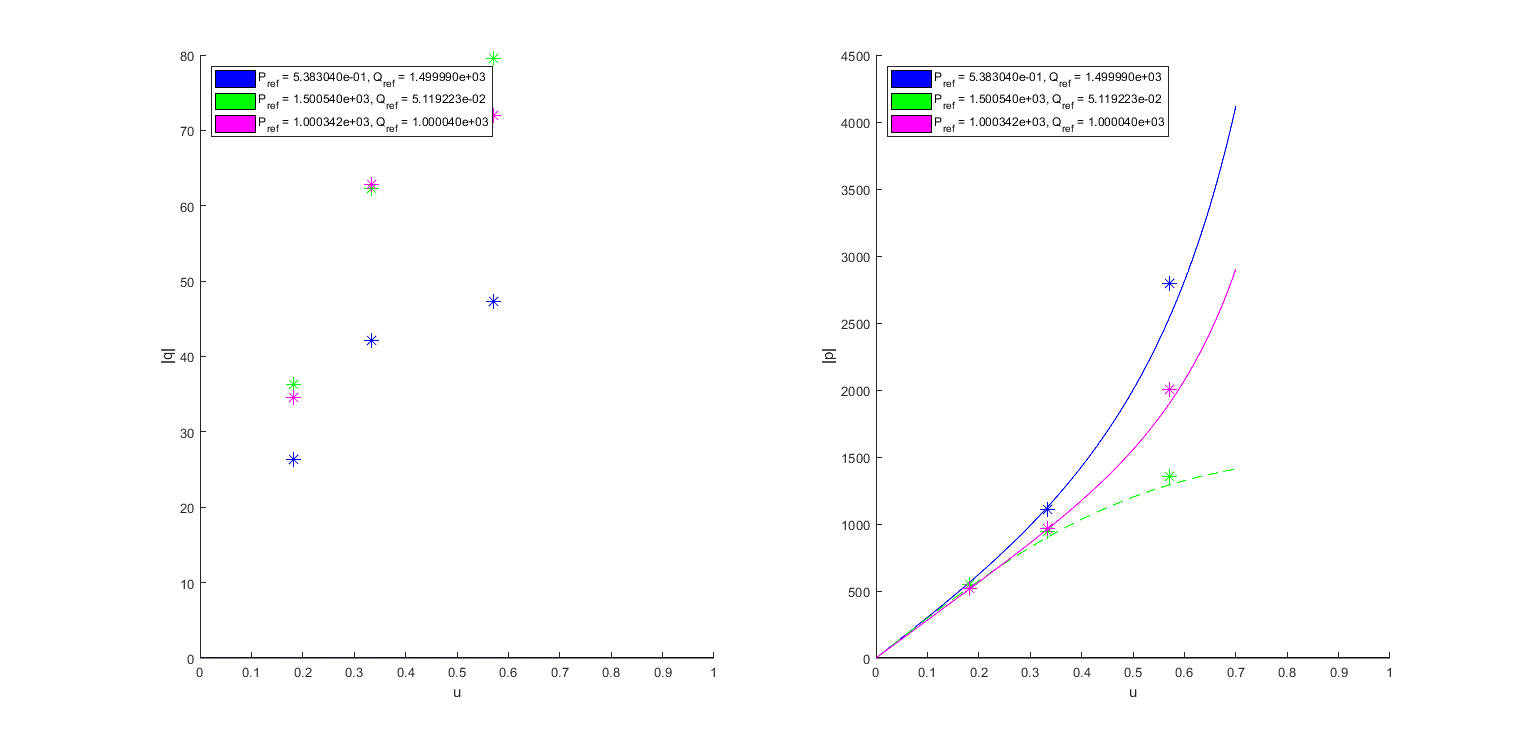 80
70
60
50
40
30
20
10
0
|q|
P_ref = 5.383040e-01, Q_ref = 1.499990e+03
P_ref = 1.500540e+03, Q_ref = 5.119223e-02
P_ref = 1.000342e+03, Q_ref = 1.000040e+03
0 0.1 0.2 0.3 0.4 0.5 0.6 0.7 0.8 0.9 1
u
4500
4000
3500
3000
2500
2000
1500
1000
500
0
|p|
P_ref = 5.383040e-01, Q_ref = 1.499990e+03
P_ref = 1.500540e+03, Q_ref = 5.119223e-02
P_ref = 1.000342e+03, Q_ref = 1.000040e+03
0 0.1 0.2 0.3 0.4 0.5 0.6 0.7 0.8 0.9 1
u